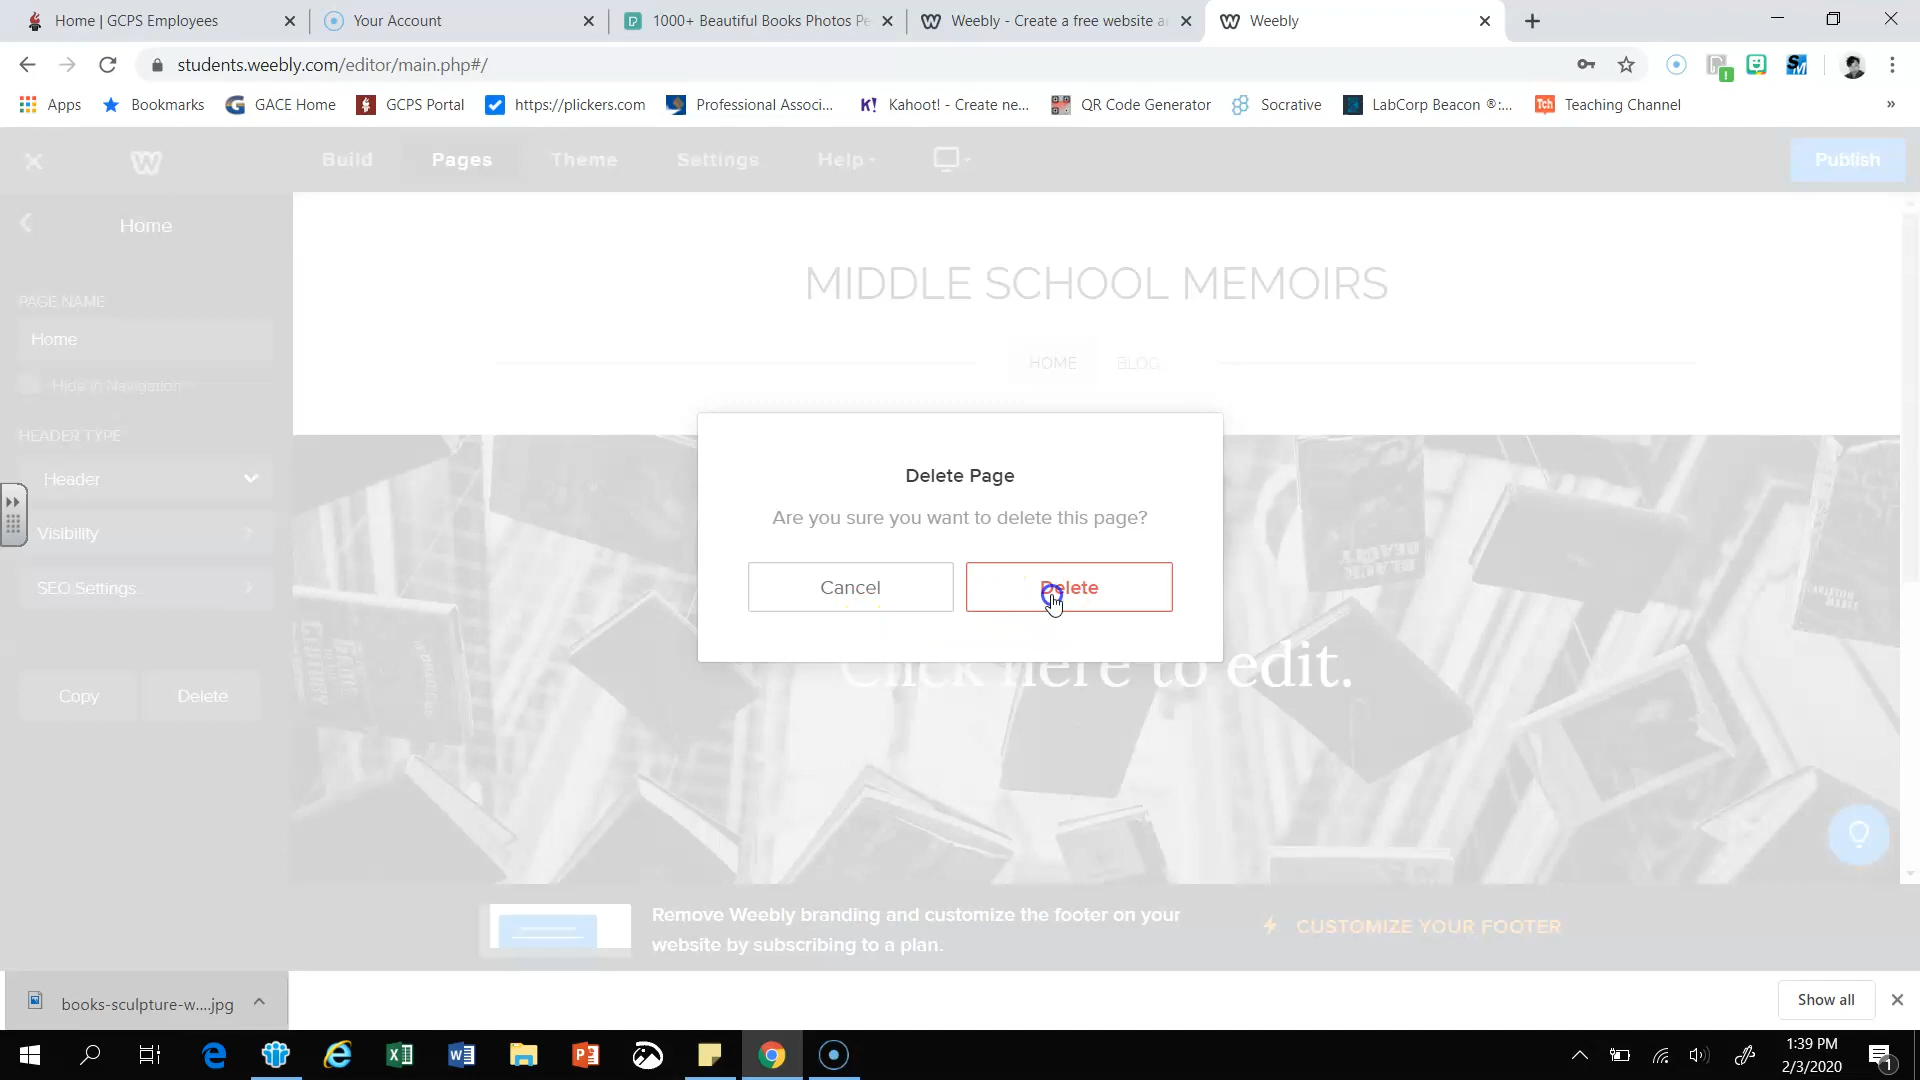 Home | GCPS Employees
Your Account
1000+ Beautiful Books Photos Pe
Weebly - Create a free website a
Weebly
students.weebly.com/editor/main.php#/
Apps
Bookmarks
GACE Home
GCPS Portal
https://plickers.com
Professional Associ...
K! Kahoot! - Create ne...
QR Code Generator
Socrative
LabCorp Beacon ®:...
Tch Teaching Channel
»
Build
Pages
Theme
Settings
Help
Publish
Home
PAGE NAME
Home
Hide in Navigation
HEADER TYPE
Header
Visibility
SEO Settings
Copy
Delete
MIDDLE SCHOOL MEMOIRS
HOME
BLOG
Delete Page
Are you sure you want to delete this page?
Cancel
Delete
Click here to edit.
Remove Weebly branding and customize the footer on your
website by subscribing to a plan.
CUSTOMIZE YOUR FOOTER
books-sculpture-w....jpg
Show all
1:39 PM
2/3/2020
1